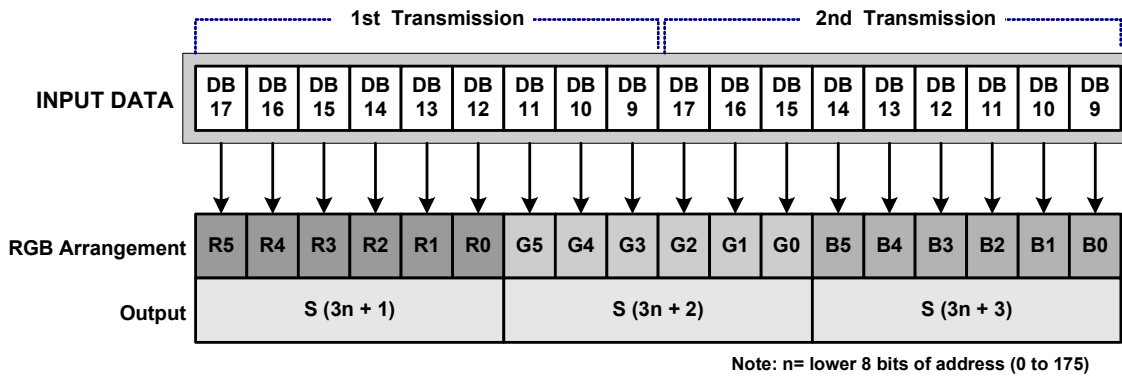 1st Transmission 2nd Transmission
INPUT DATA DB 17 DB 16 DB 15 DB 14 DB 13 DB 12 DB 11 DB 10 DB 9 DB 17 DB 16 DB 15 DB 14 DB 13 DB 12 DB 11 DB 10 DB 9
RGB Arrangement R5 R4 R3 R2 R1 R0 G5 G4 G3 G2 G1 G0 B5 B4 B3 B2 B1 B0
Output S (3n + 1) S (3n + 2) S (3n + 3)
Note: n= lower 8 bits of address (0 to 175)